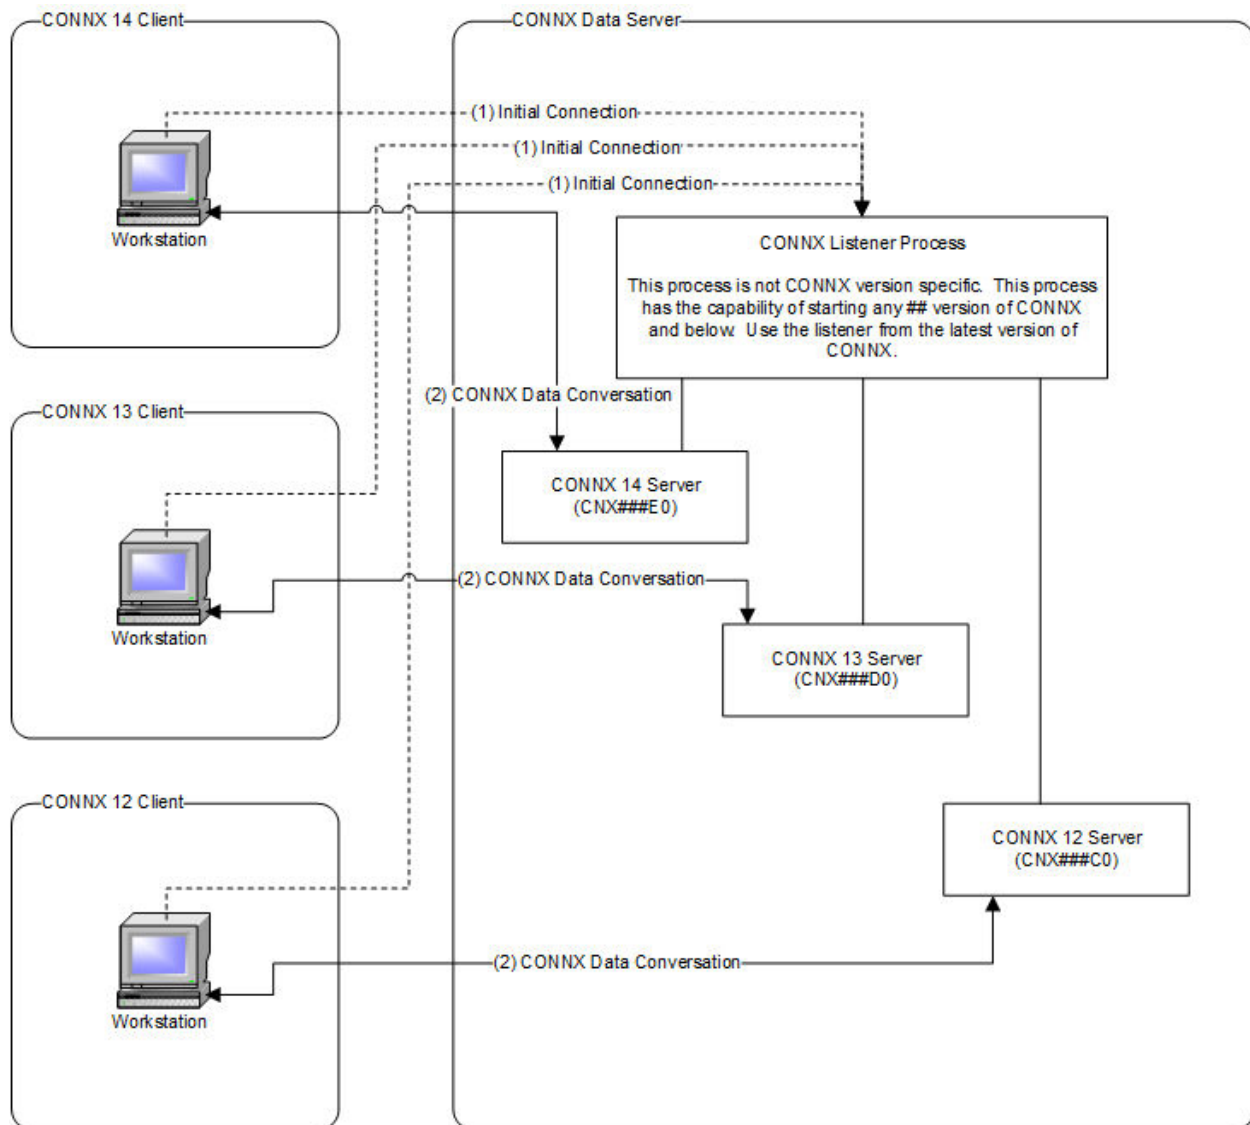 CONNX 14 Client
CONNX Data Server
(1) Initial Connection
(1) Initial Connection
(1) Initial Connection
Workstation
CONNX Listener Process
This process is not CONNX version specific. This process
has the capability of starting any ## version of CONNX
and below. Use the listener from the latest version of
CONNX.
(2) CONNX Data Conversation
CONNX 13 Client
CONNX 14 Server
(CNX###E0)
(2) CONNX Data Conversation
Workstation
CONNX 13 Server
(CNX###D0)
CONNX 12 Client
CONNX 12 Server
(CNX###C0)
(2) CONNX Data Conversation
Workstation